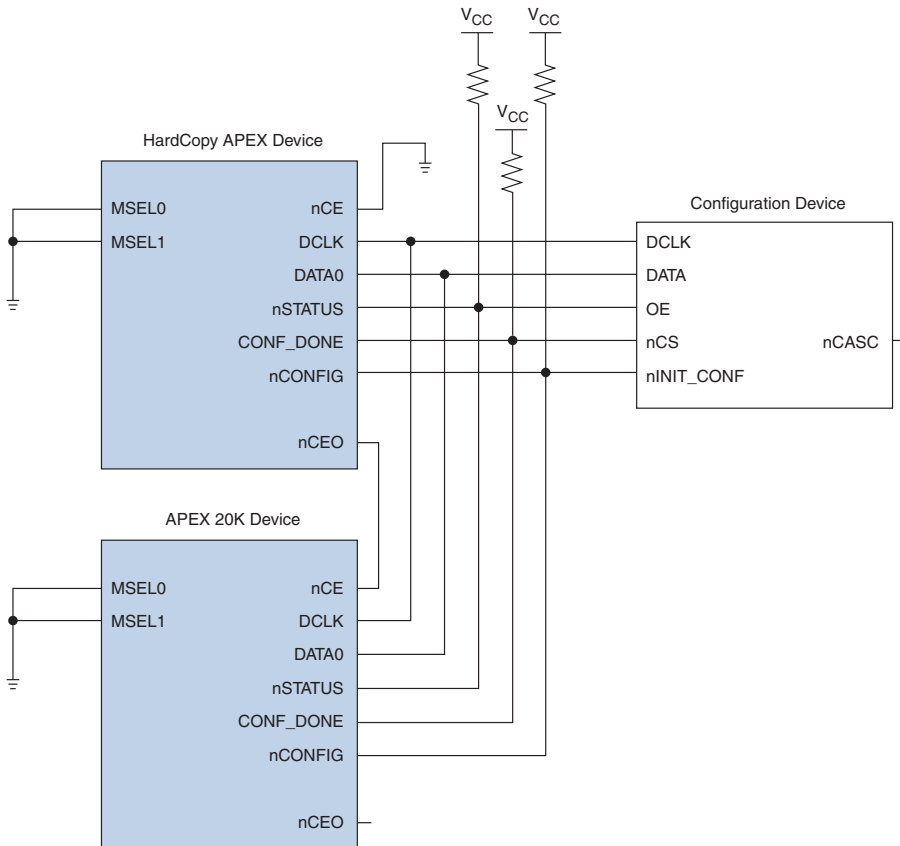 VCC
VCC
VCC
HardCopy APEX Device
MSEL0
MSEL1
nCE
DCLK
DATA0
nSTATUS
CONF_DONE
nCONFIG
nCEO
Configuration Device
DCLK
DATA
OE
nCS
nINIT_CONF
nCASC
APEX 20K Device
MSEL0
MSEL1
nCE
DCLK
DATA0
nSTATUS
CONF_DONE
nCONFIG
nCEO